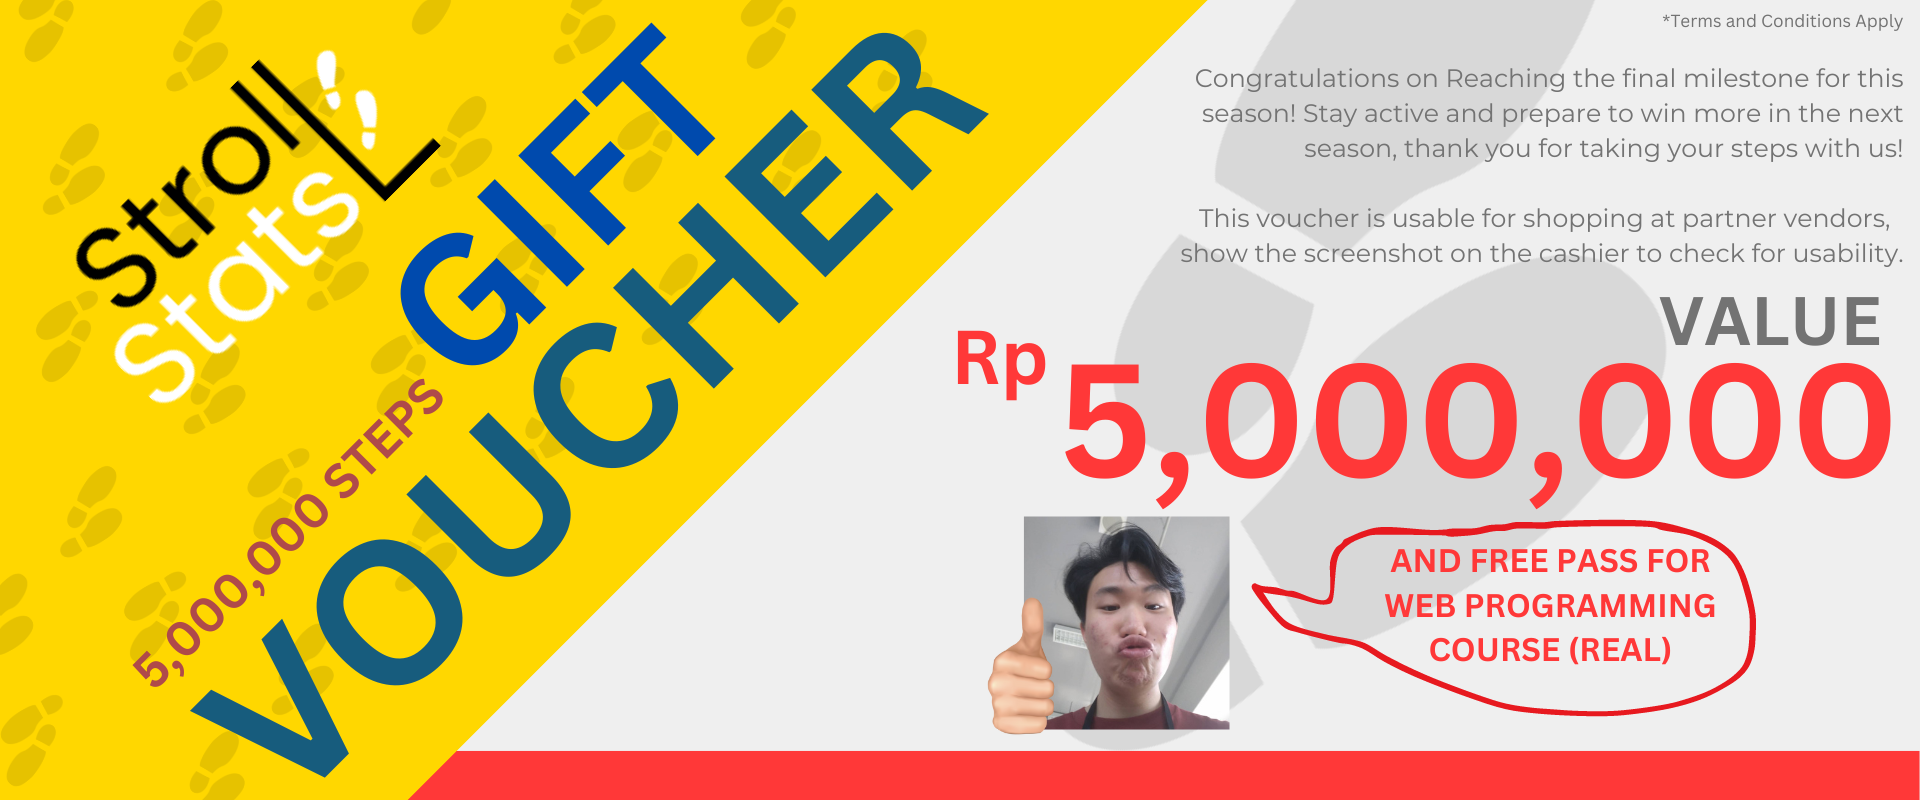 Stroll
Stats
GIFT
VOUCHER
5,000,000 STEPS
*Terms and Conditions Apply
Congratulations on Reaching the final milestone for this
season! Stay active and prepare to win more in the next
season, thank you for taking your steps with us!
This voucher is usable for shopping at partner vendors,
show the screenshot on the cashier to check for usability.
VALUE
Rp
5,000,000
AND FREE PASS FOR
WEB PROGRAMMING
COURSE (REAL)